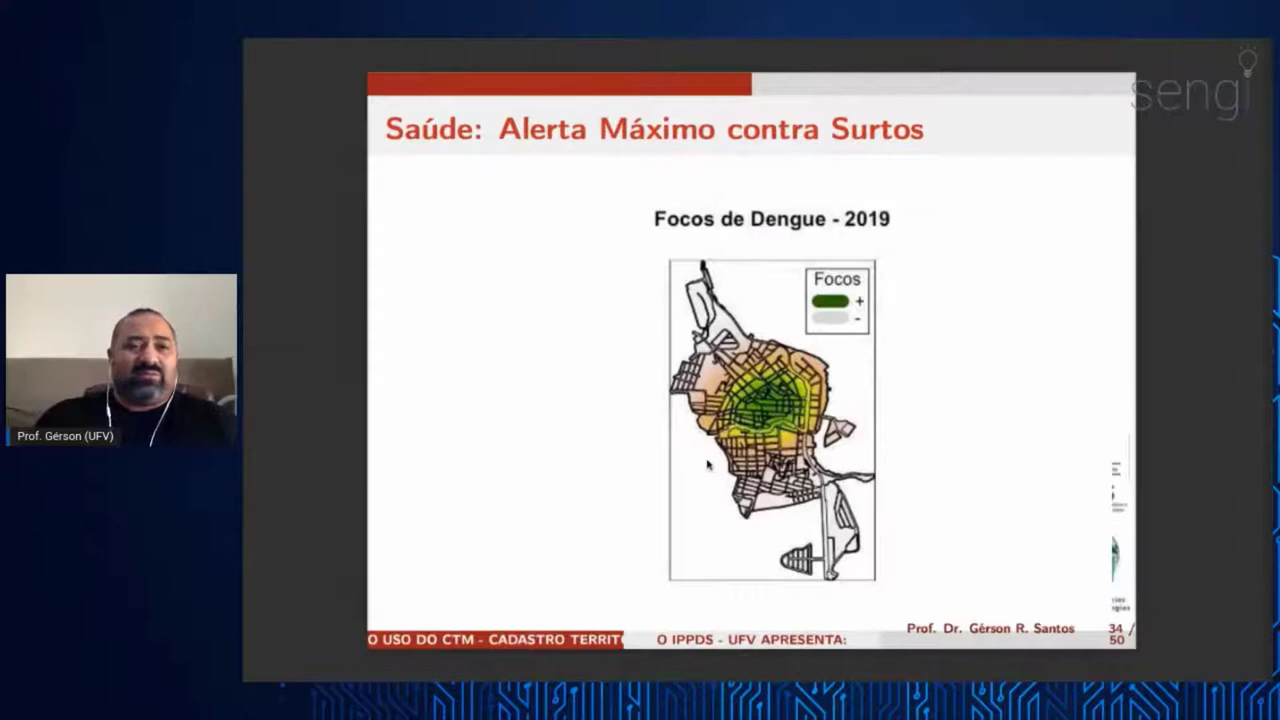 sengi
Saúde: Alerta Máximo contra Surtos
Focos de Dengue - 2019
Focos
+
-
Prof. Gérson (UFV)
O USO DO CTM - CADASTRO TERRIT
O IPPDS - UFV APRESENTA:
Prof. Dr. Gérson R. Santos
34 /
50